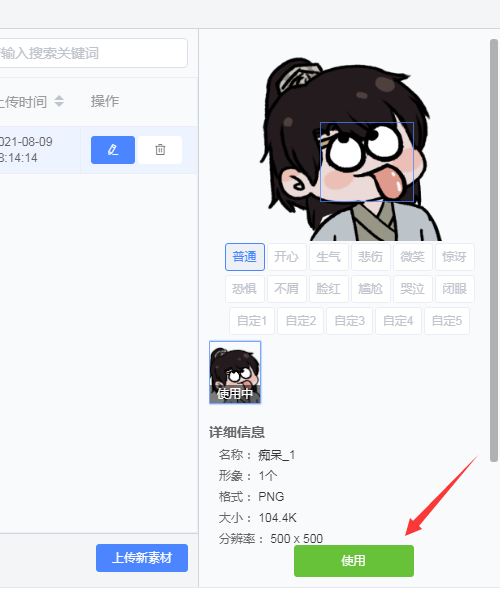 输入搜索关键词
上传时间
操作
021-08-09
8:14:14
普通 开心 生气 悲伤 微笑 惊讶
恐惧 不屑 脸红 尴尬 哭泣 闭眼
自定1 自定2 自定3 自定4 自定5
使用中
详细信息
名称： 痴呆_1
形象： 1个
格式： PNG
大小： 104.4K
分辨率： 500 x 500
上传新素材
使用